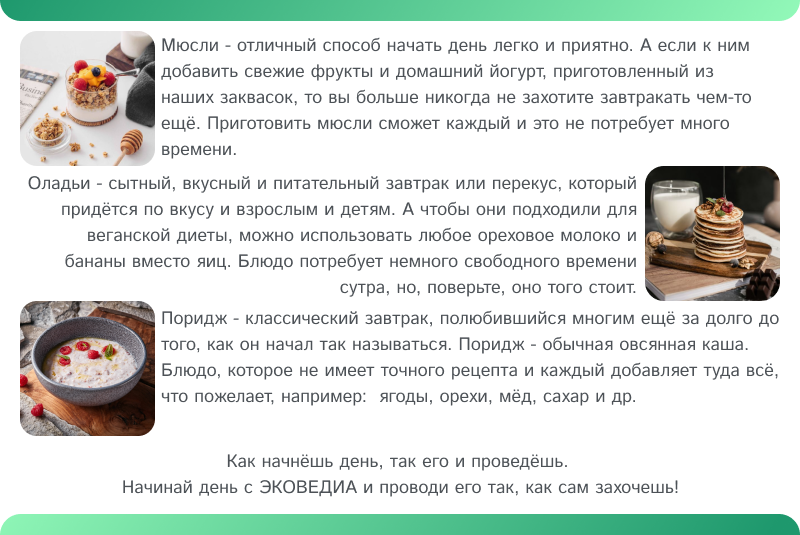 Мюсли - отличный способ начать день легко и приятно. А если к ним
добавить свежие фрукты и домашний йогурт, приготовленный из
наших заквасок, то вы больше никогда не захотите завтракать чем-то
ещё. Приготовить мюсли сможет каждый и это не потребует много
времени.
Оладьи - сытный, вкусный и питательный завтрак или перекус, который
придётся по вкусу и взрослым и детям. А чтобы они подходили для
веганской диеты, можно использовать любое ореховое молоко и
бананы вместо яиц. Блюдо потребует немного свободного времени
сутра, но, поверьте, оно того стоит.
Поридж - классический завтрак, полюбившийся многим ещё за долго до
того, как он начал так называться. Поридж - обычная овсянная каша.
Блюдо, которое не имеет точного рецепта и каждый добавляет туда всё,
что пожелает, например:  ягоды, орехи, мёд, сахар и др.
Как начнёшь день, так его и проведёшь.
Начинай день с ЭКОВЕДИА и проводи его так, как сам захочешь!